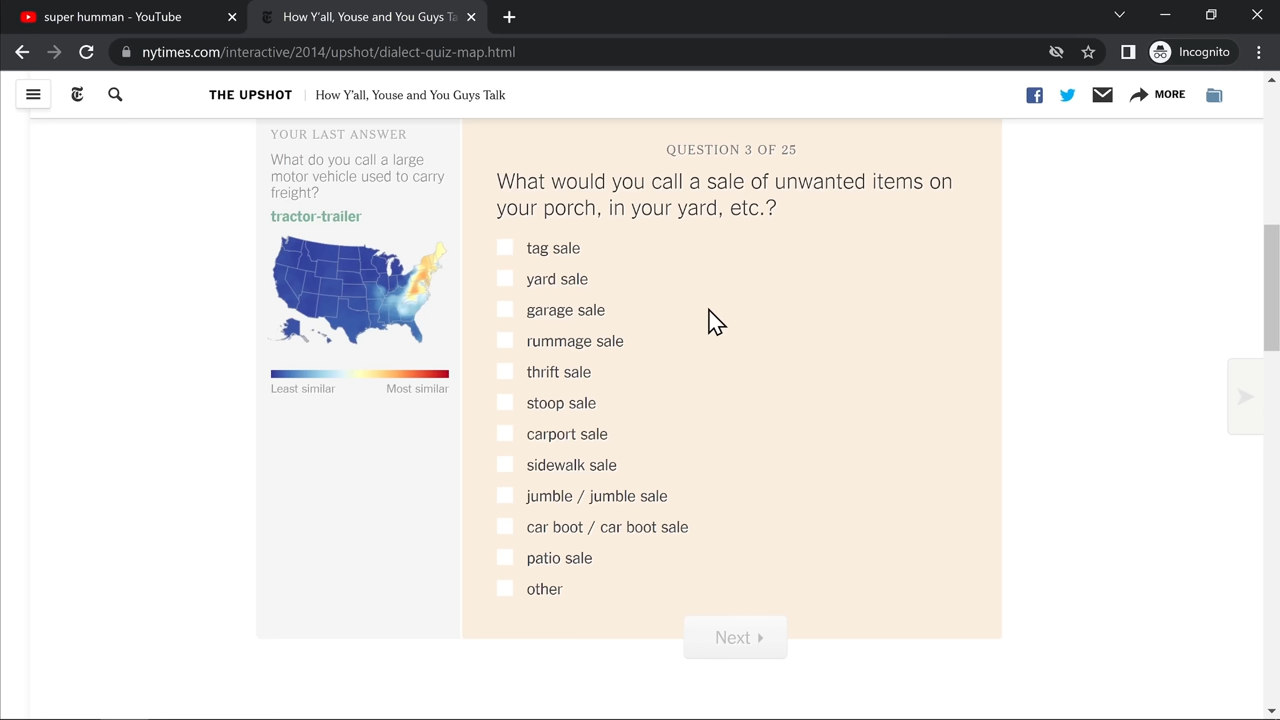 super humman - YouTube
How Y'all, Youse and You Guys Ta
nytimes.com/interactive/2014/upshot/dialect-quiz-map.html
Incognito
THE UPSHOT
How Y'all, Youse and You Guys Talk
MORE
YOUR LAST ANSWER
What do you call a large
motor vehicle used to carry
freight?
tractor-trailer
Least similar
Most similar
QUESTION 3 OF 25
What would you call a sale of unwanted items on
your porch, in your yard, etc.?
tag sale
yard sale
garage sale
rummage sale
thrift sale
stoop sale
carport sale
sidewalk sale
jumble / jumble sale
car boot / car boot sale
patio sale
other
Next